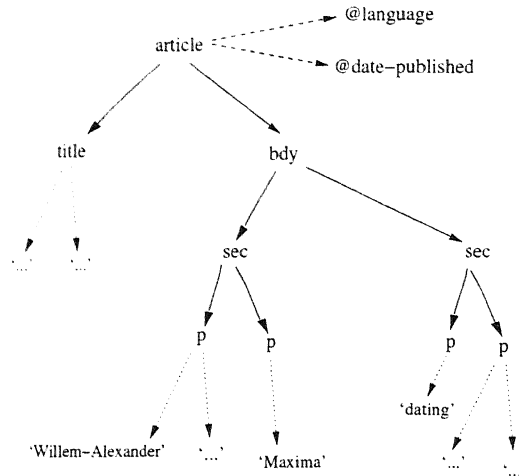 @language
article
@date-published
title
bdy
'...' '...'
sec sec
p p p p
'dating'
'Willem-Alexander' '...' 'Maxima' '...' '...